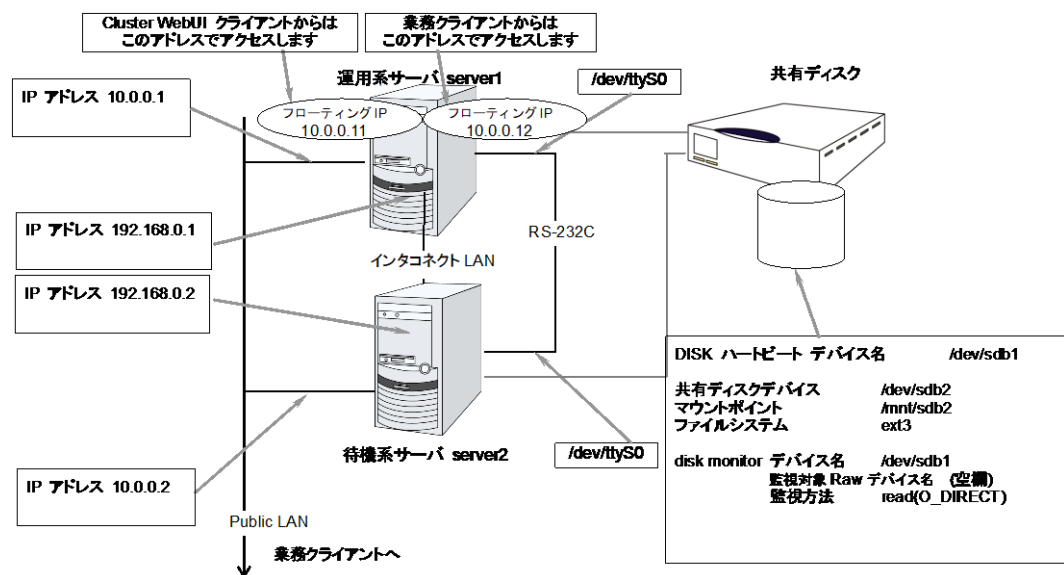 Cluster WebUI クライアントからは
このアドレスでアクセスします
業務クライアントからは
このアドレスでアクセスします
運用系サーバ server1
/dev/ttyS0
共有ディスク
IP アドレス 10.0.0.1
フローティング IP
10.0.0.11
フローティング IP
10.0.0.12
IP アドレス 192.168.0.1
RS-232C
インタコネクト LAN
IP アドレス 192.168.0.2
DISK ハートビート デバイス名 /dev/sdb1
共有ディスクデバイス /dev/sdb2
マウントポイント /mnt/sdb2
ファイルシステム ext3
disk monitor デバイス名 /dev/sdb1
監視対象 Raw デバイス名 (空欄)
監視方法 read(O_DIRECT)
待機系サーバ server2
/dev/ttyS0
IP アドレス 10.0.0.2
Public LAN
業務クライアントへ